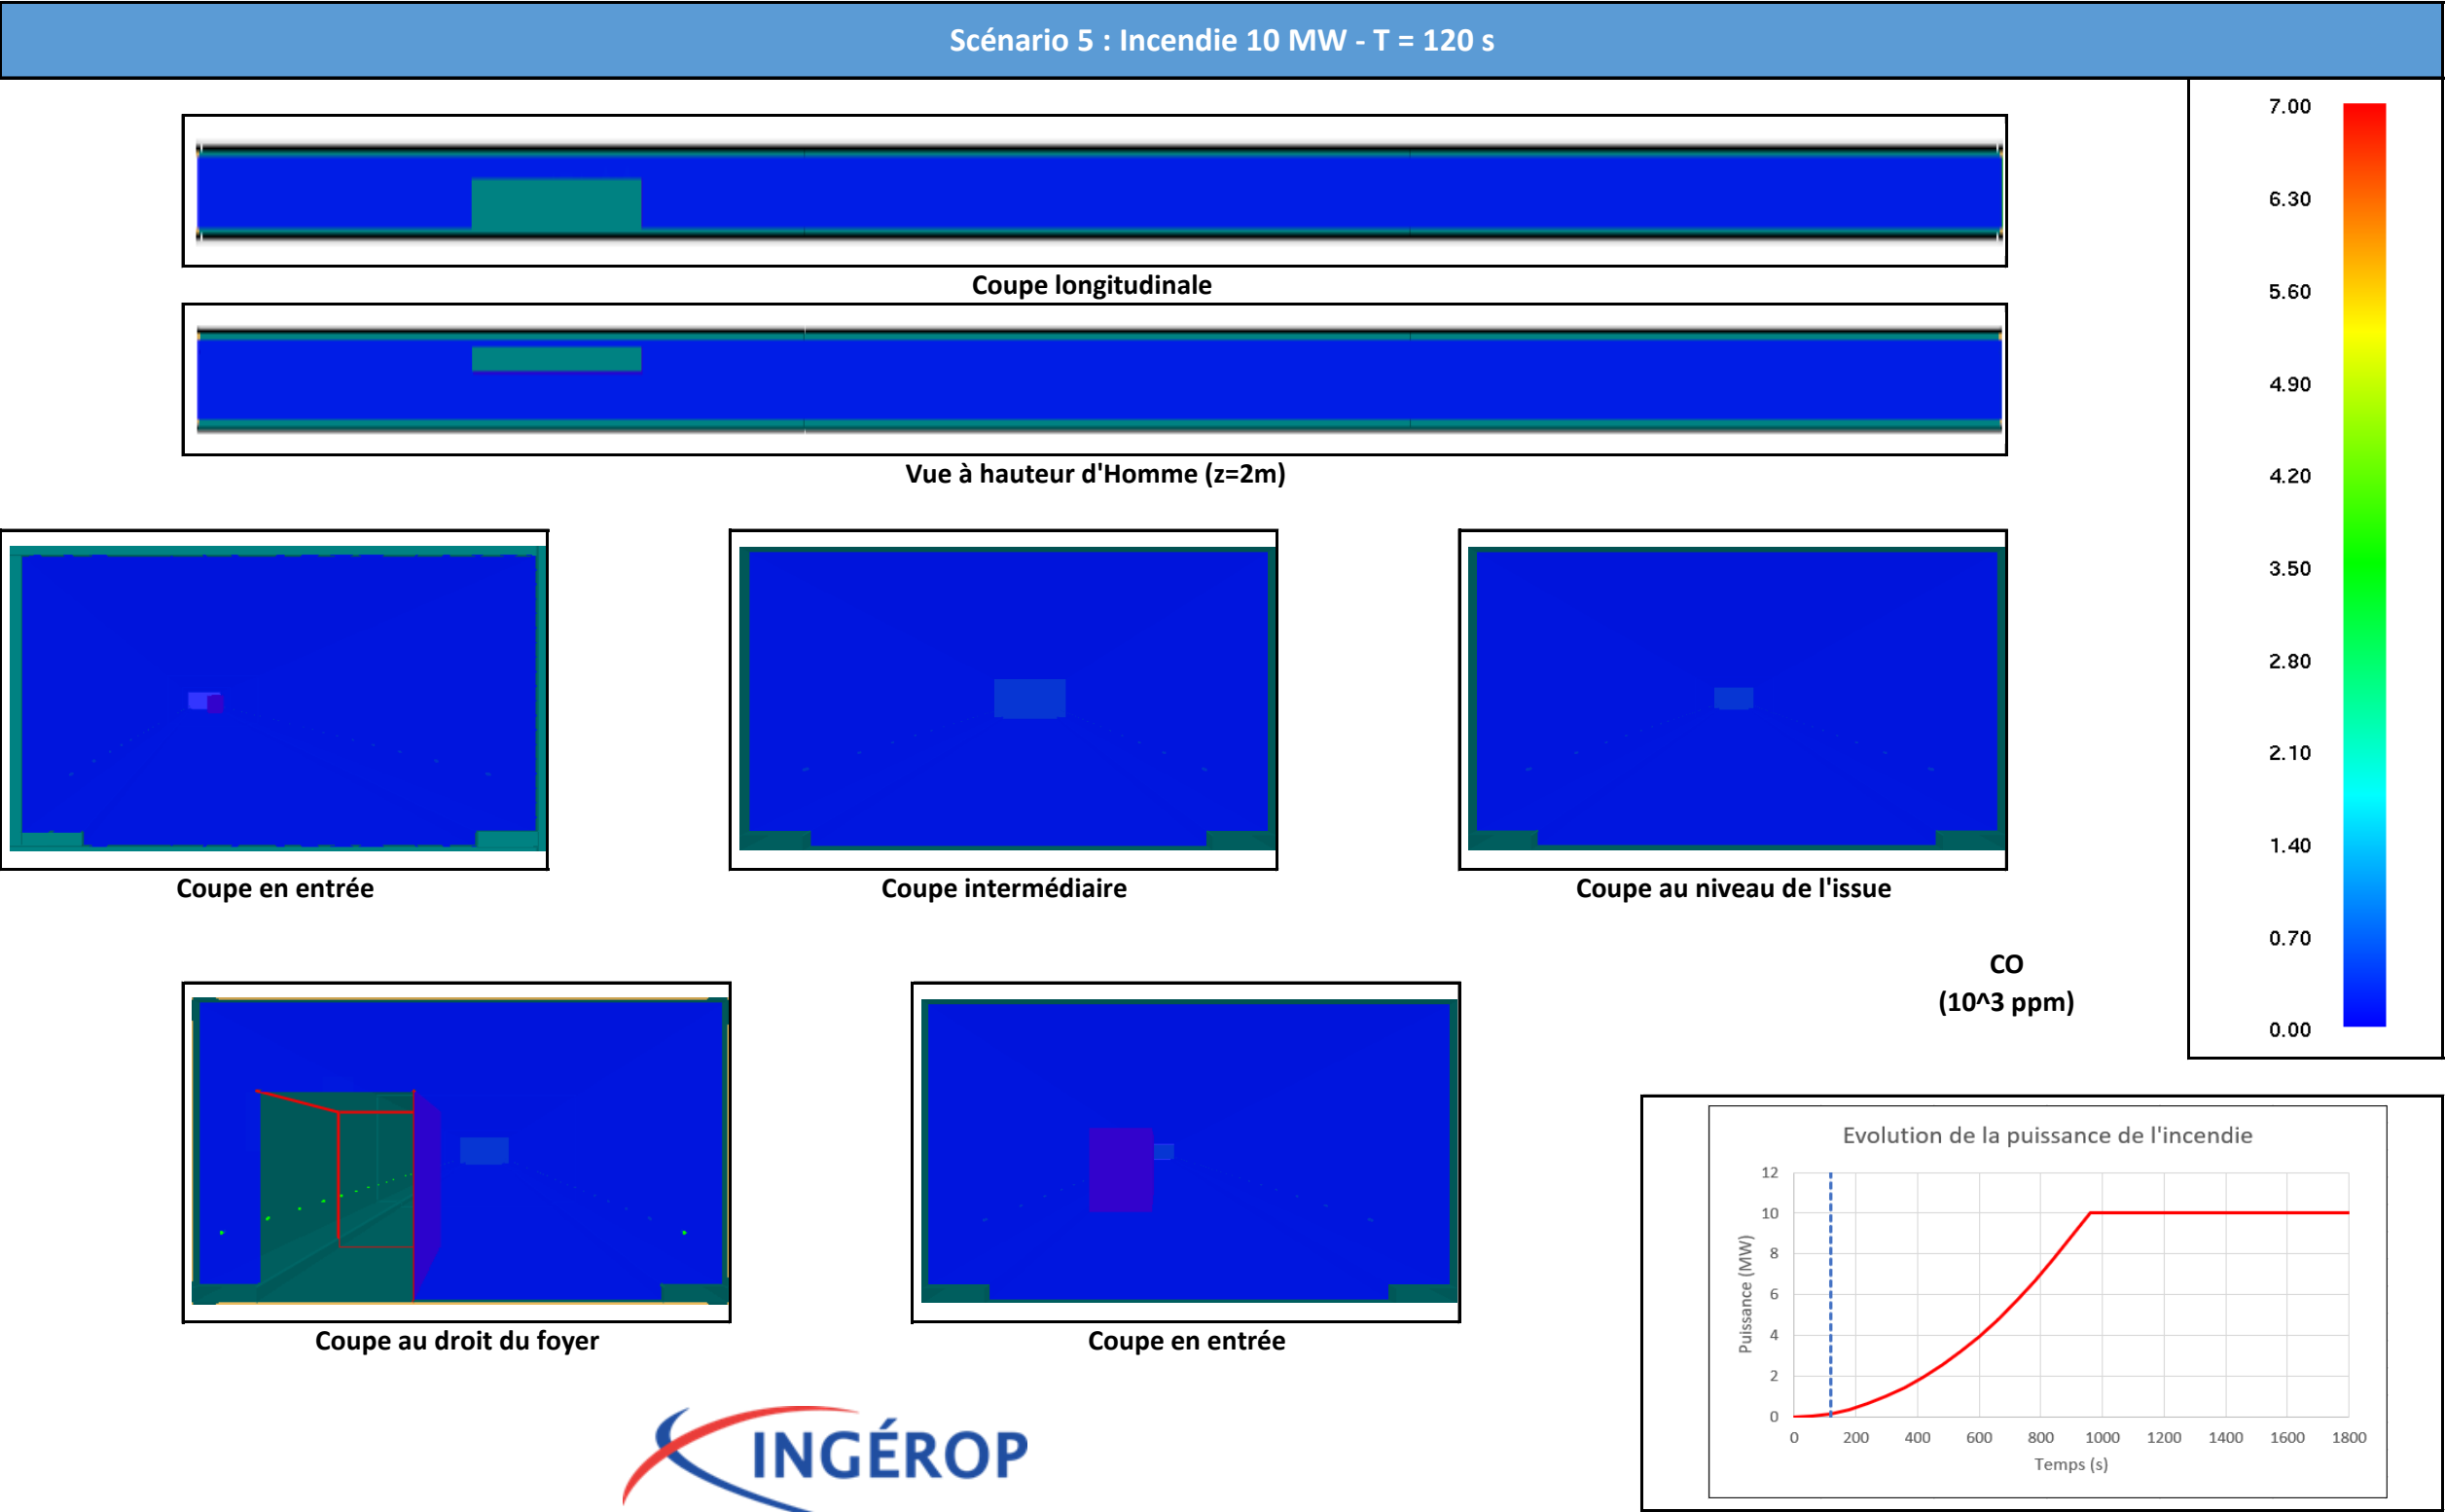 Scénario 5 : Incendie 10 MW - T = 120 s
Coupe longitudinale
Vue à hauteur d'Homme (z=2m)
Coupe en entrée
Coupe intermédiaire
Coupe au niveau de l'issue
Coupe au droit du foyer
Coupe en entrée
CO
(10^3 ppm)
7.00
6.30
5.60
4.90
4.20
3.50
2.80
2.10
1.40
0.70
0.00
Evolution de la puissance de l'incendie
Puissance (MW)
12
10
8
6
4
2
0
0 200 400 600 800 1000 1200 1400 1600 1800
Temps (s)
INGÉROP